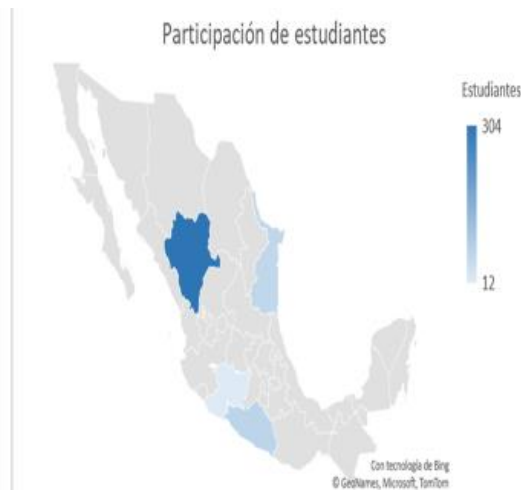 Participación de estudiantes
Estudiantes
304
12
Con tecnología de Bing
© GeoNames, Microsoft, TomTom